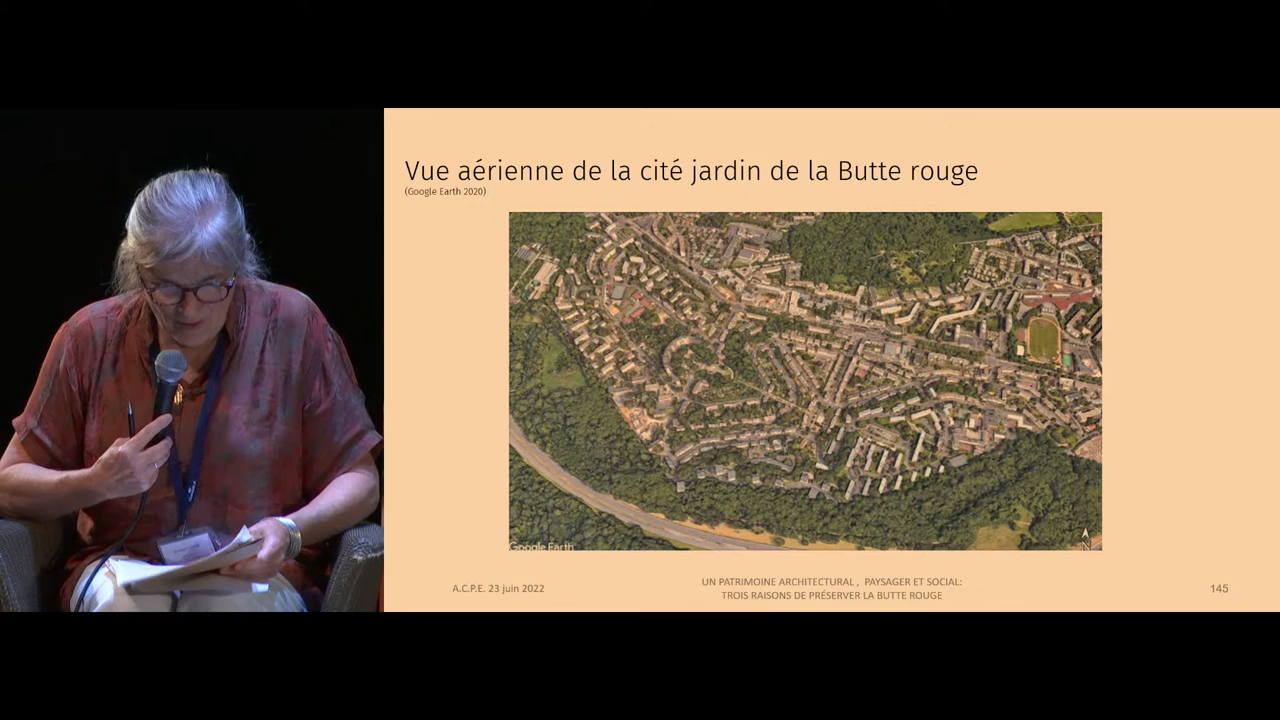 Vue aérienne de la cité jardin de la Butte rouge
(Google Earth 2020)
Google Earth
A.C.P.E. 23 juin 2022
UN PATRIMOINE ARCHITECTURAL , PAYSAGER ET SOCIAL:
TROIS RAISONS DE PRÉSERVER LA BUTTE ROUGE
145